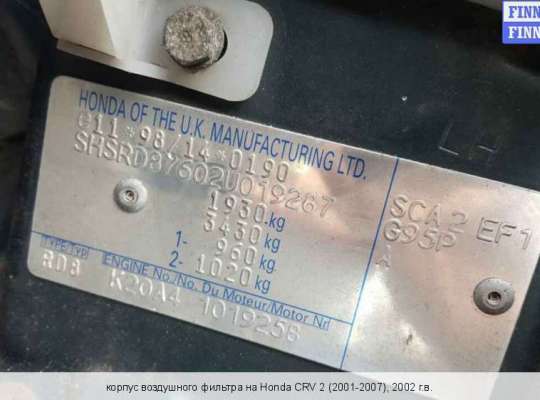 FINN
FINN
HONDA OF THE U.K. MANUFACTURING LTD.
e11*98/14*0190
SHSRD87602U019267
1930 kg
3430 kg
1- 960 kg
2- 1020 kg
SCA2 EF1
G95P
A
TYPE/TYP
RD8
ENGINE No./No. Du Moteur/Motor Nr
K20A4 1019258
корпус воздушного фильтра на Honda CRV 2 (2001-2007), 2002 г.в.